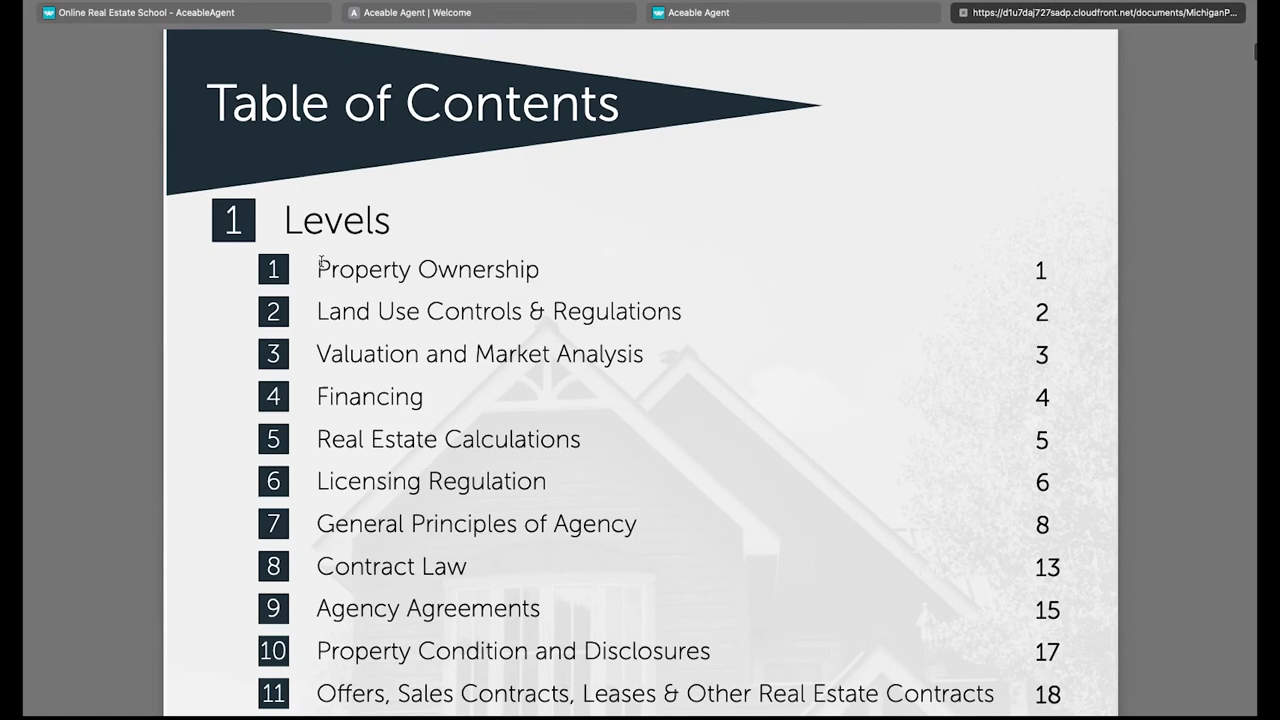 Online Real Estate School - AceableAgent
Aceable Agent | Welcome
Aceable Agent
https://d1u7daj727sadp.cloudfront.net/documents/MichiganP...
Table of Contents
1 Levels
1 Property Ownership 1
2 Land Use Controls & Regulations 2
3 Valuation and Market Analysis 3
4 Financing 4
5 Real Estate Calculations 5
6 Licensing Regulation 6
7 General Principles of Agency 8
8 Contract Law 13
9 Agency Agreements 15
10 Property Condition and Disclosures 17
11 Offers, Sales Contracts, Leases & Other Real Estate Contracts 18